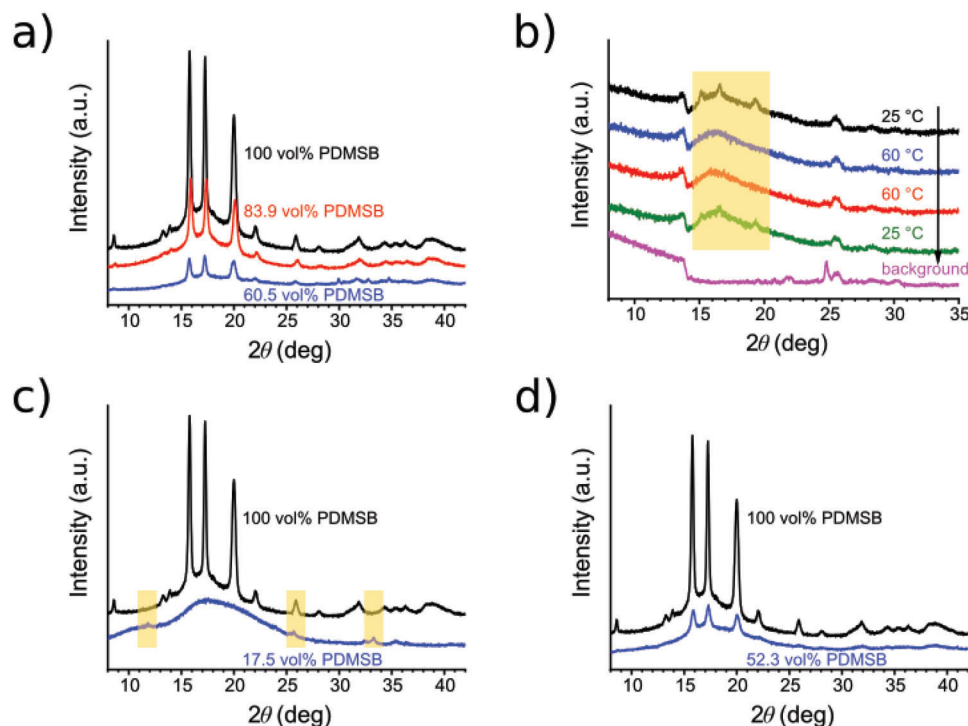 a)
Intensity (a.u.)
100 vol% PDMSB
83.9 vol% PDMSB
60.5 vol% PDMSB
10 15 20 25 30 35 40
2θ (deg)
b)
Intensity (a.u.)
25 °C
60 °C
60 °C
25 °C
background
10 15 20 25 30 35
2θ (deg)
c)
Intensity (a.u.)
100 vol% PDMSB
17.5 vol% PDMSB
10 15 20 25 30 35 40
2θ (deg)
d)
Intensity (a.u.)
100 vol% PDMSB
52.3 vol% PDMSB
10 15 20 25 30 35 40
2θ (deg)